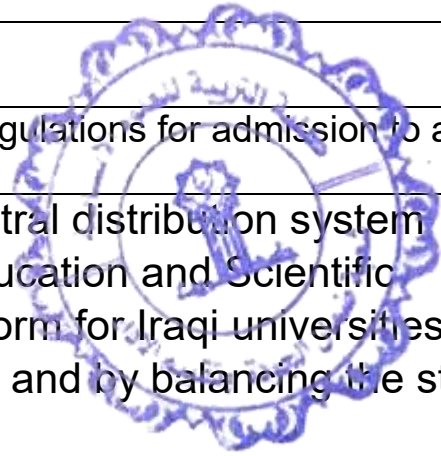 gulations for admission to a
tral distribution system
ucation and Scientific
orm for Iraqi universities
and by balancing the st
التربية